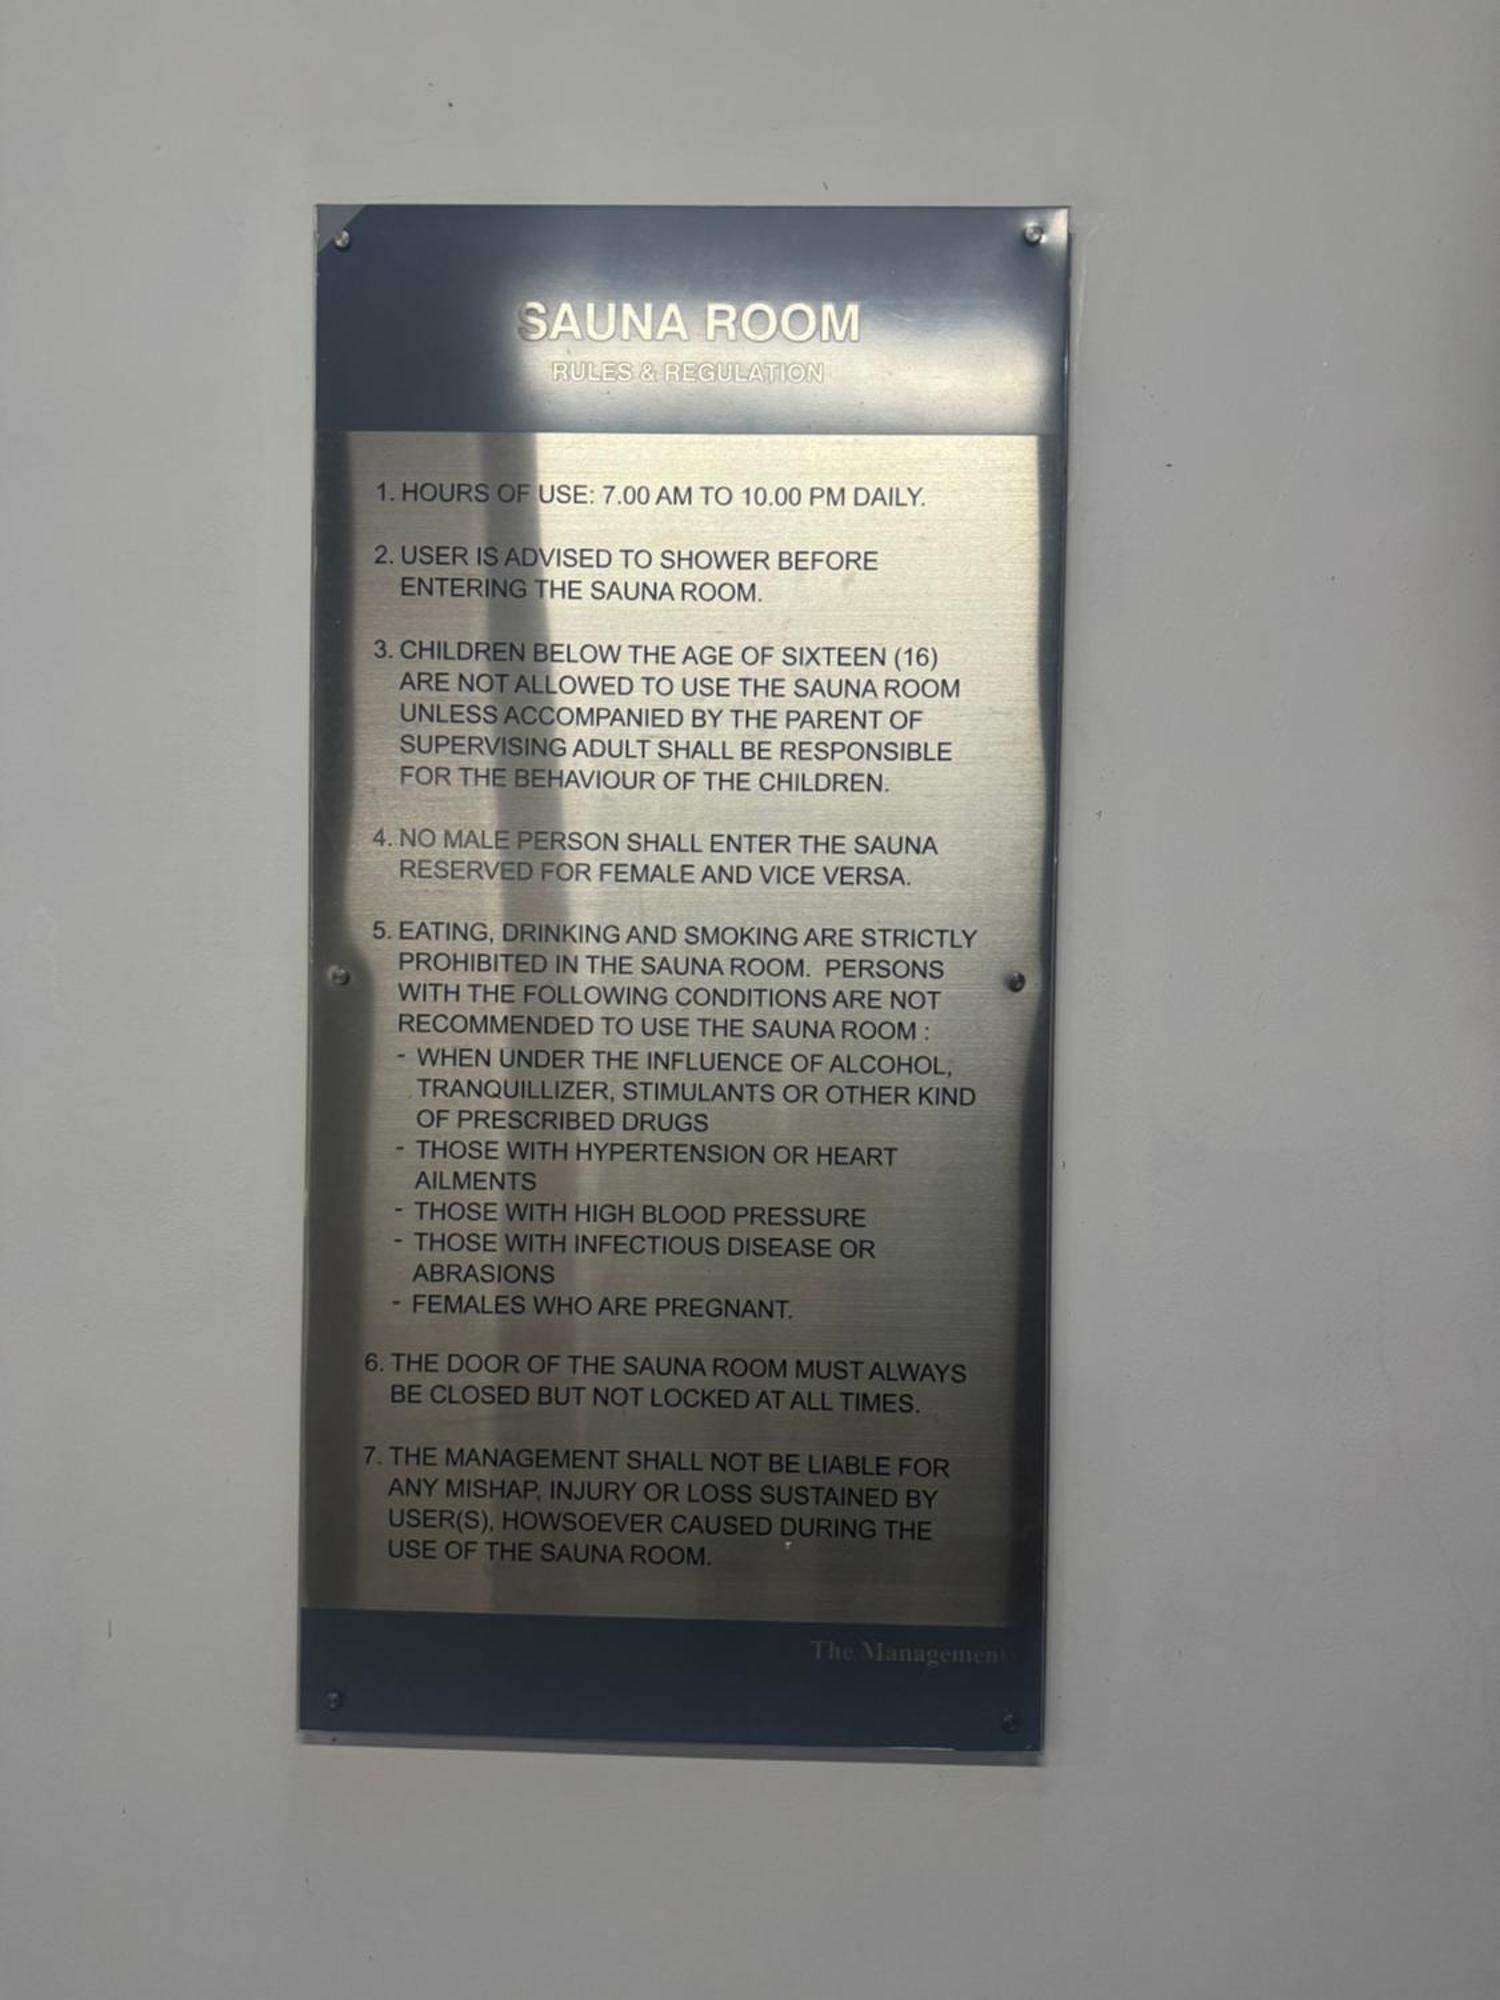 SAUNA ROOM
RULES & REGULATION
1. HOURS OF USE: 7.00 AM TO 10.00 PM DAILY.
2. USER IS ADVISED TO SHOWER BEFORE
ENTERING THE SAUNA ROOM.
3. CHILDREN BELOW THE AGE OF SIXTEEN (16)
ARE NOT ALLOWED TO USE THE SAUNA ROOM
UNLESS ACCOMPANIED BY THE PARENT OF
SUPERVISING ADULT SHALL BE RESPONSIBLE
FOR THE BEHAVIOUR OF THE CHILDREN.
4. NO MALE PERSON SHALL ENTER THE SAUNA
RESERVED FOR FEMALE AND VICE VERSA.
5. EATING, DRINKING AND SMOKING ARE STRICTLY
PROHIBITED IN THE SAUNA ROOM. PERSONS
WITH THE FOLLOWING CONDITIONS ARE NOT
RECOMMENDED TO USE THE SAUNA ROOM :
- WHEN UNDER THE INFLUENCE OF ALCOHOL,
TRANQUILLIZER, STIMULANTS OR OTHER KIND
OF PRESCRIBED DRUGS
- THOSE WITH HYPERTENSION OR HEART
AILMENTS
- THOSE WITH HIGH BLOOD PRESSURE
- THOSE WITH INFECTIOUS DISEASE OR
ABRASIONS
- FEMALES WHO ARE PREGNANT.
6. THE DOOR OF THE SAUNA ROOM MUST ALWAYS
BE CLOSED BUT NOT LOCKED AT ALL TIMES.
7. THE MANAGEMENT SHALL NOT BE LIABLE FOR
ANY MISHAP, INJURY OR LOSS SUSTAINED BY
USER(S), HOWSOEVER CAUSED DURING THE
USE OF THE SAUNA ROOM.
The Management